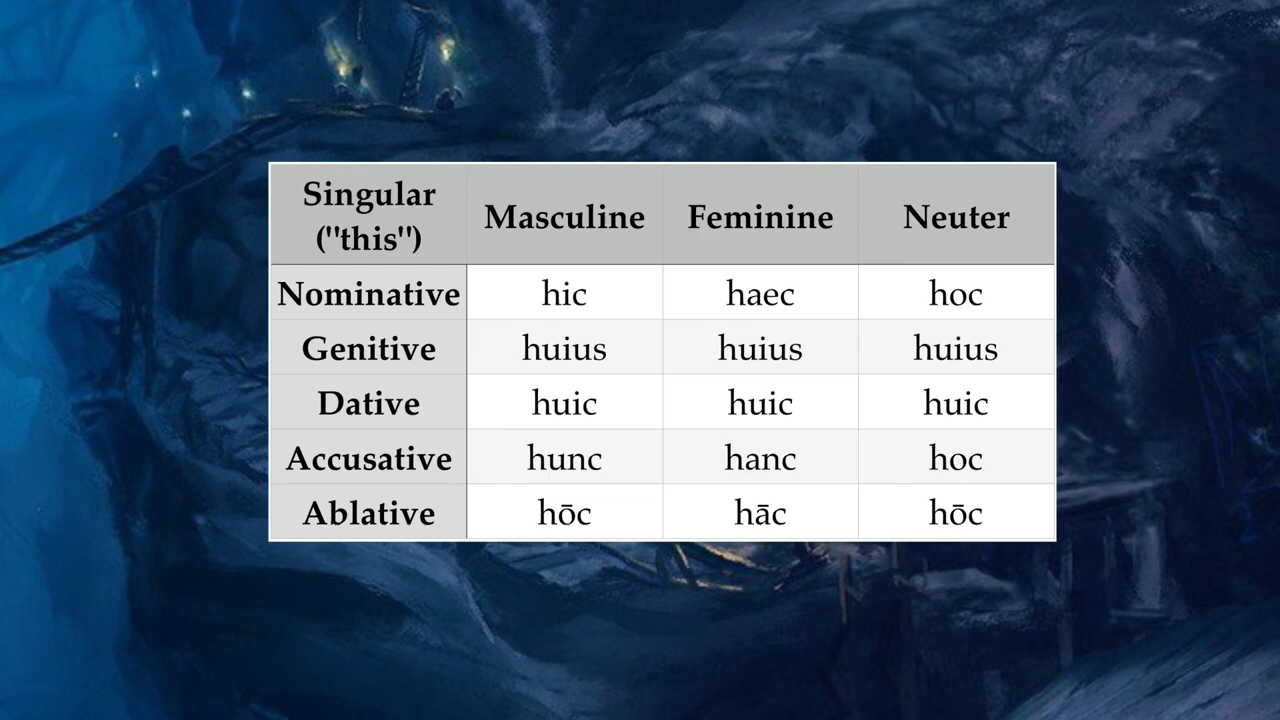 Singular
("this") Masculine Feminine Neuter
Nominative hic haec hoc
Genitive huius huius huius
Dative huic huic huic
Accusative hunc hanc hoc
Ablative hōc hāc hōc